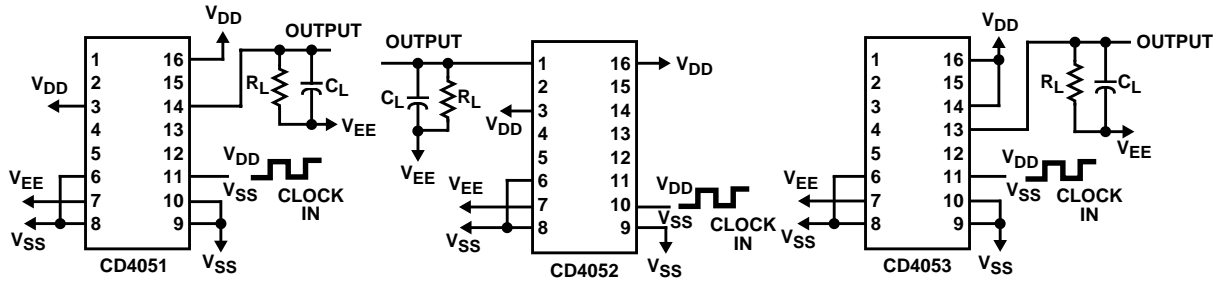 VDD
OUTPUT
1 16
2 15
VDD
3 14
4 13
5 12
6 11
7 10
8 9
RL
CL
VEE
VDD
VSS
CLOCK
IN
VEE
VSS
VSS
CD4051
OUTPUT
1 16
2 15
3 14
4 13
5 12
6 11
7 10
8 9
VDD
CL
RL
VDD
VEE
VEE
VDD
VSS
CLOCK
IN
VSS
VSS
CD4052
VDD
OUTPUT
1 16
2 15
3 14
4 13
5 12
6 11
7 10
8 9
RL
CL
VEE
VDD
VSS
CLOCK
IN
VEE
VSS
VSS
CD4053